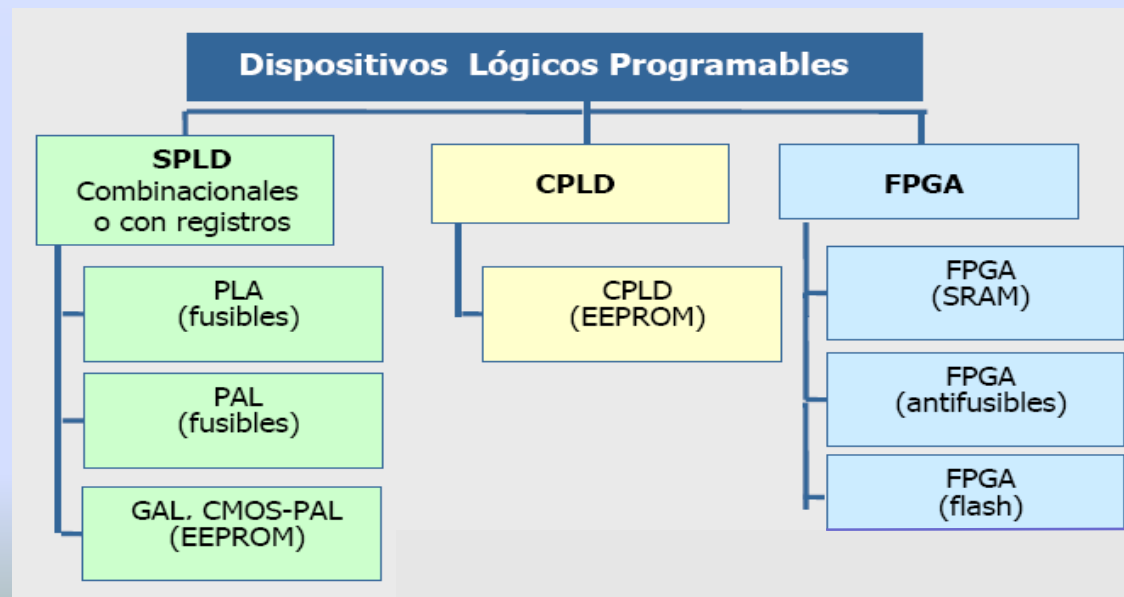 Dispositivos Lógicos Programables
SPLD
Combinacionales
o con registros
PLA
(fusibles)
PAL
(fusibles)
GAL, CMOS-PAL
(EEPROM)
CPLD
CPLD
(EEPROM)
FPGA
FPGA
(SRAM)
FPGA
(antifusibles)
FPGA
(flash)